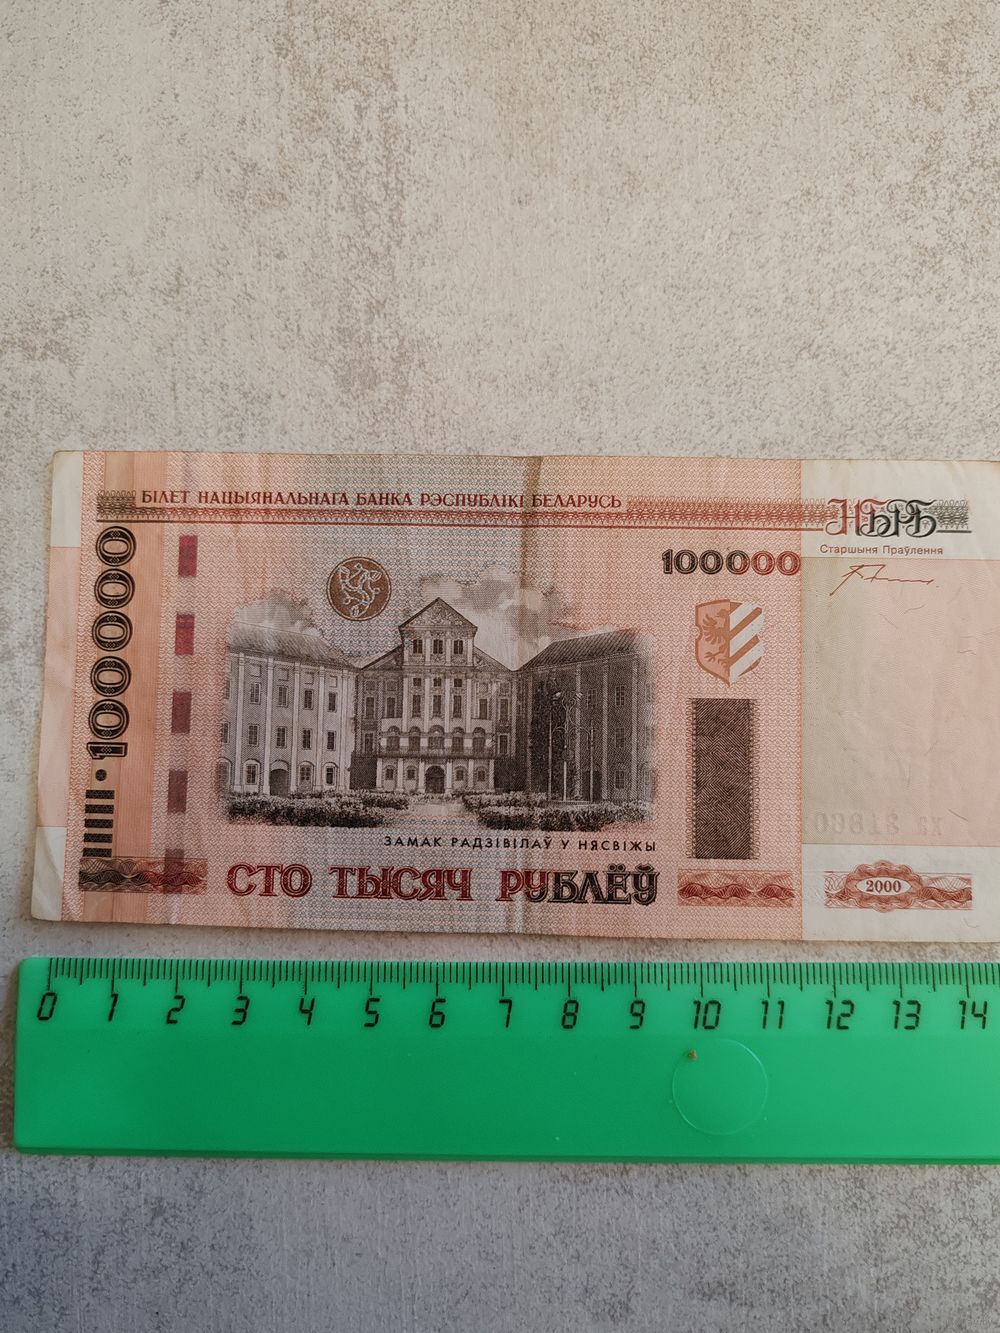 БІЛЕТ НАЦЫЯНАЛЬНАГА БАНКА РЭСПУБЛІКІ БЕЛАРУСЬ
НБРБ
Старшыня Праўлення
100000
100000
ЗАМАК РАДЗІВІЛАЎ У НЯСВІЖЫ
СТО ТЫСЯЧ РУБЛЁЎ
2000
0 1 2 3 4 5 6 7 8 9 10 11 12 13 14